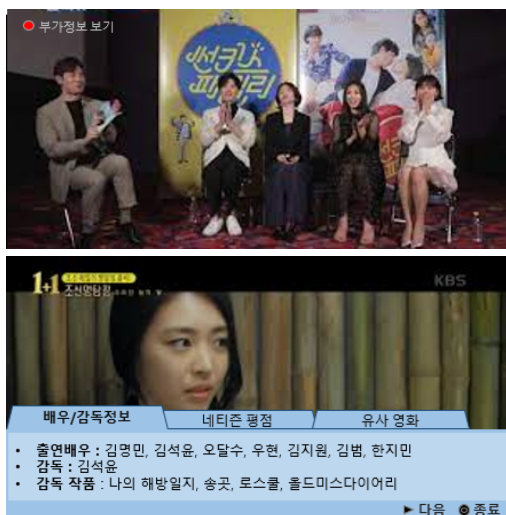 부가정보 보기
썬키스
패밀리
1+1
조선명탐정
KBS
배우/감독정보
네티즌 평점
유사 영화
• 출연배우 : 김명민, 김석윤, 오달수, 우현, 김지원, 김범, 한지민
• 감독 : 김석윤
• 감독 작품 : 나의 해방일지, 송곳, 로스쿨, 올드미스다이어리
► 다음 ● 종료